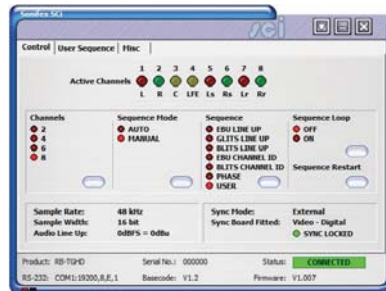 Sonifex SCi
sci
Control User Sequence Misc
1 2 3 4 5 6 7 8
Active Channels
L R C LFE Ls Rs Lr Rr
Channels
2
4
6
8
Sequence Mode
AUTO
MANUAL
Sequence
EBU LINE UP
GLITS LINE UP
BLITS LINE UP
EBU CHANNEL ID
BLITS CHANNEL ID
PHASE
USER
Sequence Loop
OFF
ON
Sequence Restart
Sample Rate: 48 kHz
Sample Width: 16 bit
Audio Line Up: 0dBFS = 0dBu
Sync Mode: External
Sync Board Fitted: Video - Digital
SYNC LOCKED
Product: RB-TGHD Serial No.: 000000 Status: CONNECTED
RS-232: COM1:19200,8,E,1 Basecode: V1.2 Firmware: V1.007